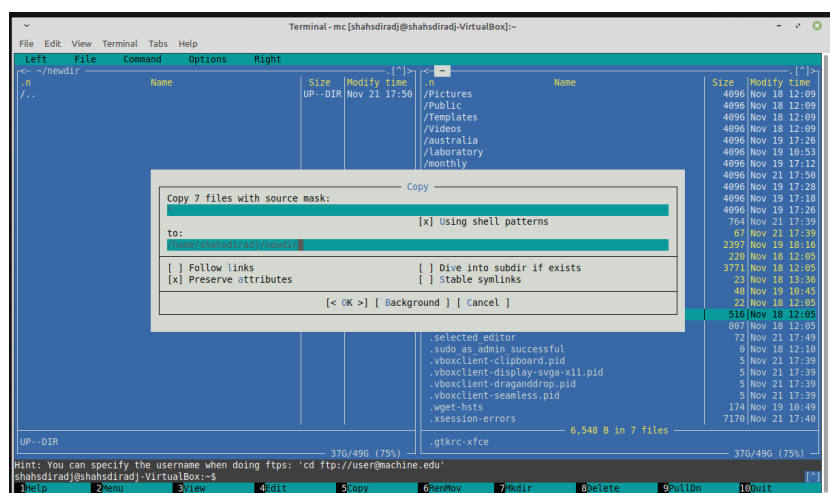 Terminal - mc [shahsdiradj@shahsdiradj-VirtualBox]:~
File Edit View Terminal Tabs Help
Left File Command Options Right
<- ~/newdir .[^]>
.n Name Size Modify time
/.. UP--DIR Nov 21 17:50
<- ~ .[^]>
.n Name Size Modify time
/Pictures 4096 Nov 18 12:09
/Public 4096 Nov 18 12:09
/Templates 4096 Nov 18 12:09
/Videos 4096 Nov 18 12:09
/australia 4096 Nov 19 17:26
/laboratory 4096 Nov 19 10:53
/monthly 4096 Nov 19 17:12
4096 Nov 21 17:50
4096 Nov 19 17:28
4096 Nov 19 17:18
4096 Nov 19 17:26
764 Nov 21 17:39
67 Nov 21 17:39
2397 Nov 19 18:16
220 Nov 18 12:05
3771 Nov 18 12:05
23 Nov 18 13:36
48 Nov 19 10:45
22 Nov 18 12:05
516 Nov 18 12:05
807 Nov 18 12:05
.selected_editor 72 Nov 21 17:49
.sudo_as_admin_successful 0 Nov 18 12:10
.vboxclient-clipboard.pid 5 Nov 21 17:39
.vboxclient-display-svga-x11.pid 5 Nov 21 17:39
.vboxclient-draganddrop.pid 5 Nov 21 17:39
.vboxclient-seamless.pid 5 Nov 21 17:39
.wget-hsts 174 Nov 19 10:49
.xsession-errors 7170 Nov 21 17:40
Copy
Copy 7 files with source mask:
[x] Using shell patterns
to:
/home/shahsdiradj/newdir
[ ] Follow links [ ] Dive into subdir if exists
[x] Preserve attributes [ ] Stable symlinks
[< OK >] [ Background ] [ Cancel ]
6,548 B in 7 files
UP--DIR .gtkrc-xfce
37G/49G (75%) 37G/49G (75%)
Hint: You can specify the username when doing ftps: 'cd ftp://user@machine.edu'
shahsdiradj@shahsdiradj-VirtualBox:~$ [^]
1Help 2Menu 3View 4Edit 5Copy 6RenMov 7Mkdir 8Delete 9PullDn 10Quit